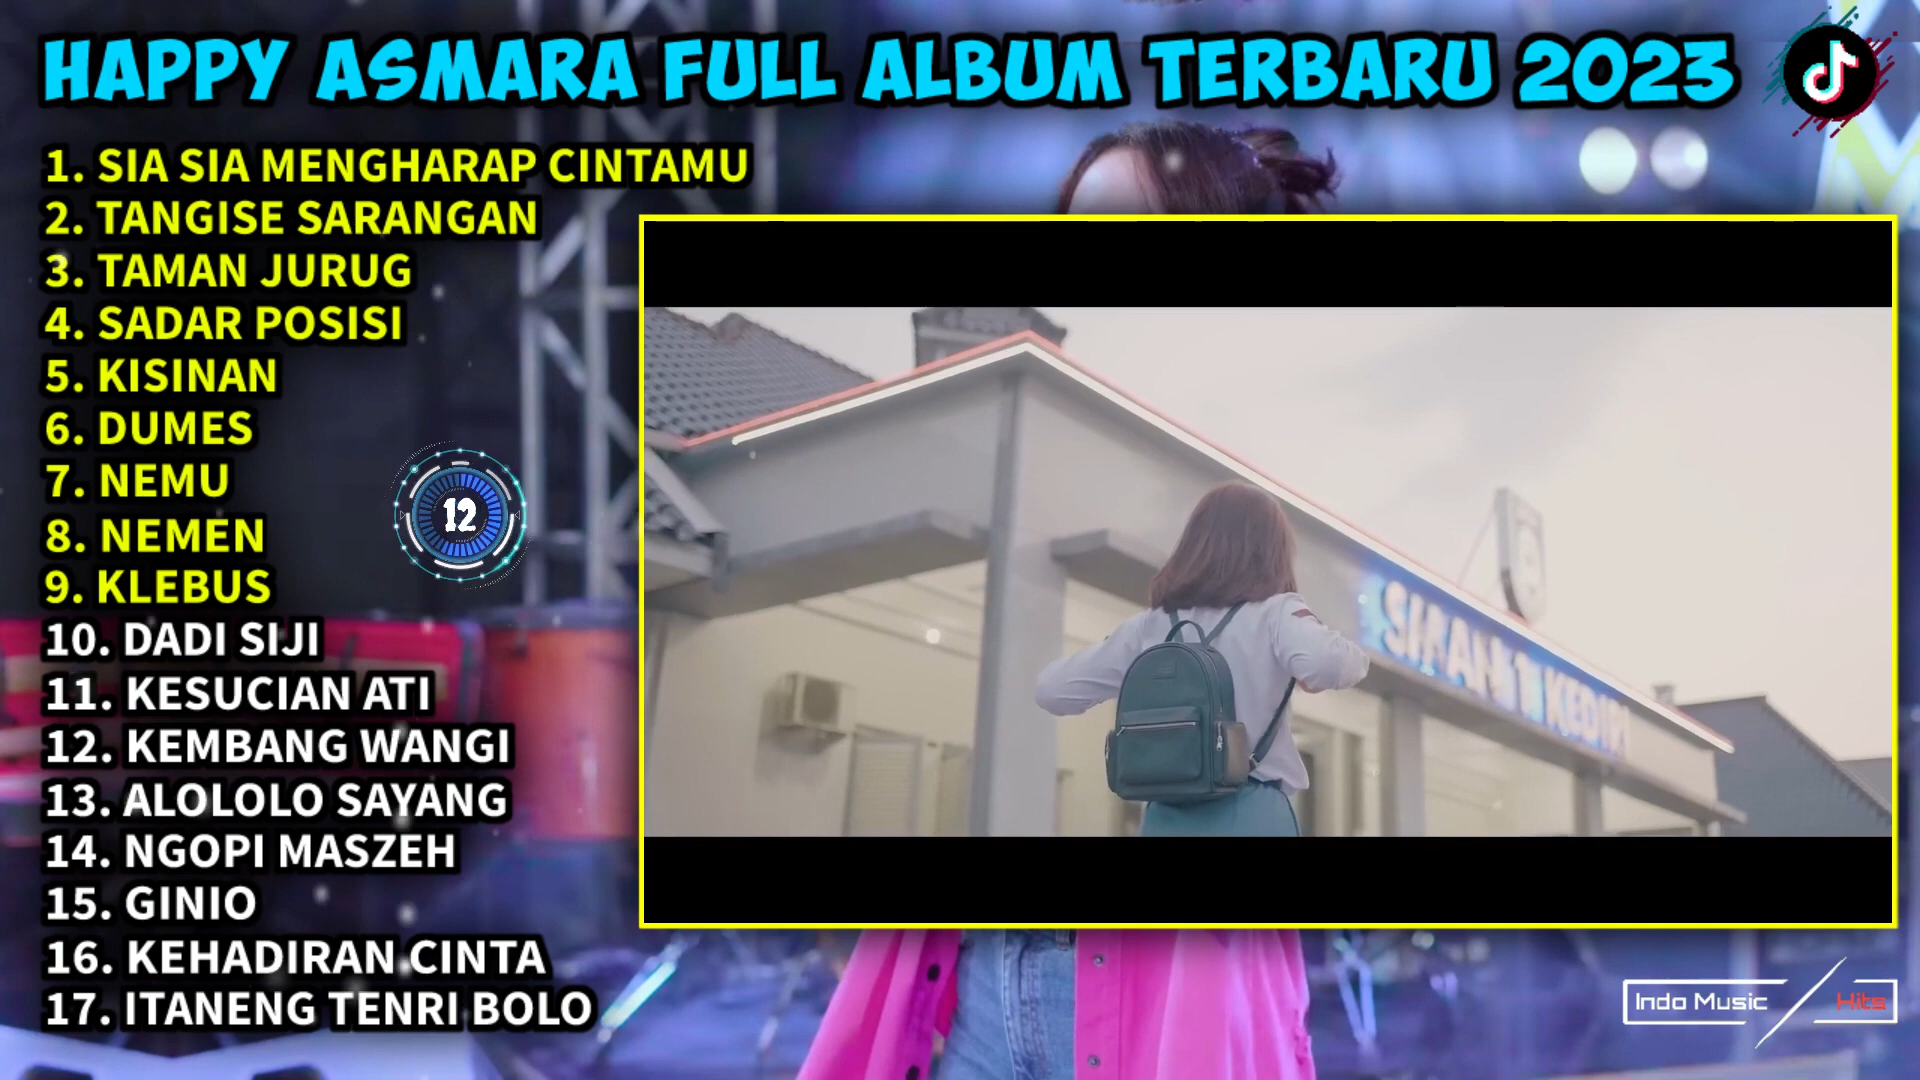 HAPPY ASMARA FULL ALBUM TERBARU 2023
1. SIA SIA MENGHARAP CINTAMU
2. TANGISE SARANGAN
3. TAMAN JURUG
4. SADAR POSISI
5. KISINAN
6. DUMES
7. NEMU
8. NEMEN
9. KLEBUS
10. DADI SIJI
11. KESUCIAN ATI
12. KEMBANG WANGI
13. ALOLOLO SAYANG
14. NGOPI MASZEH
15. GINIO
16. KEHADIRAN CINTA
17. ITANENG TENRI BOLO
12
KEDIRI
Indo Music Hits